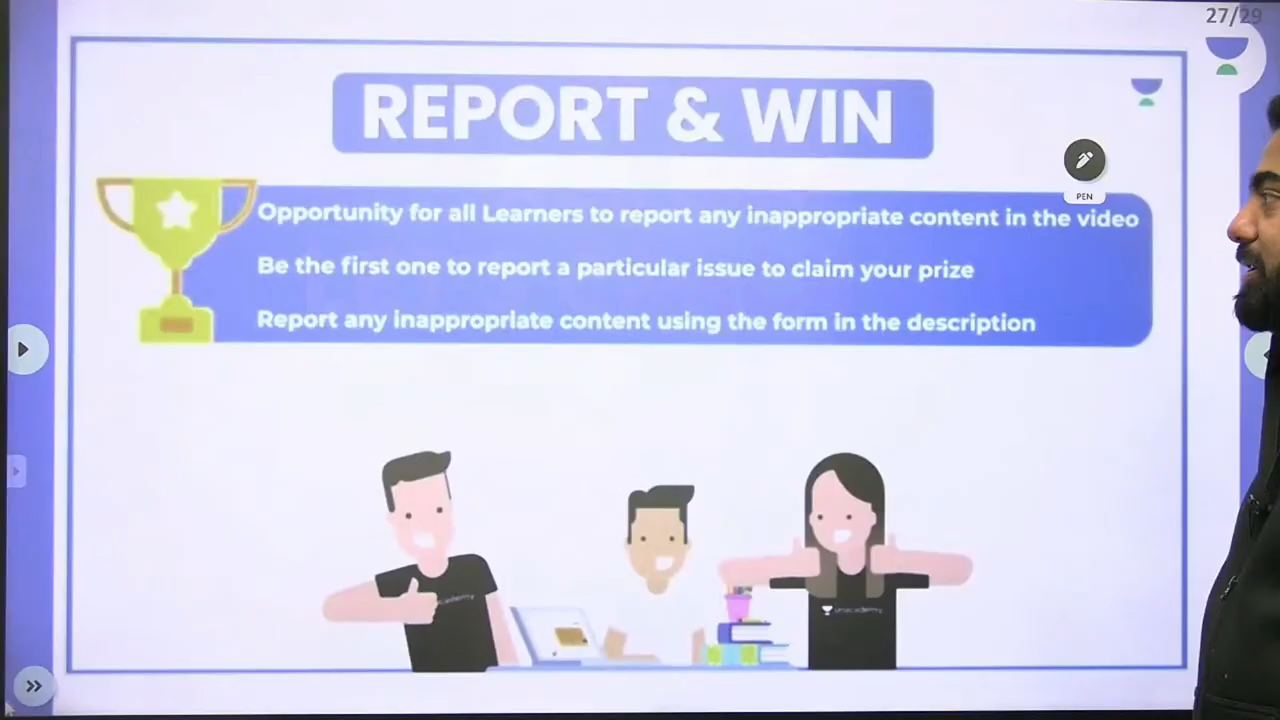 27/29
REPORT & WIN
PEN
Opportunity for all Learners to report any inappropriate content in the video
Be the first one to report a particular issue to claim your prize
Report any inappropriate content using the form in the description
unacademy